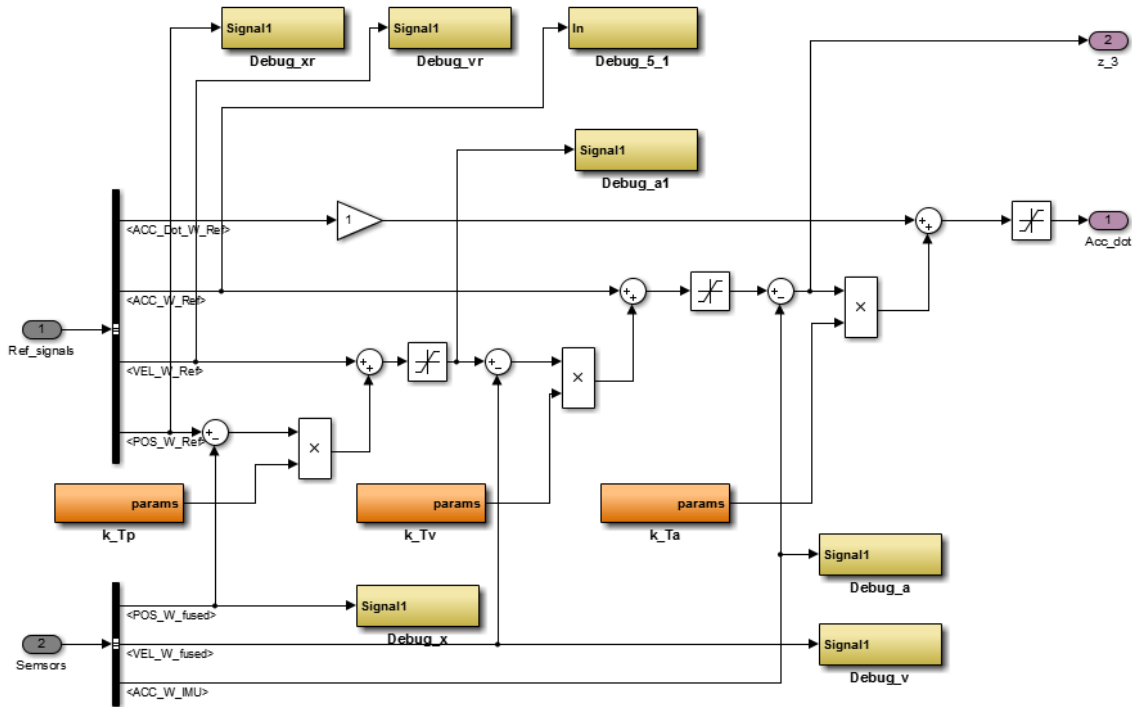 Signal1
Debug_xr
Signal1
Debug_vr
In
Debug_5_1
2
z_3
Signal1
Debug_a1
<ACC_Dot_W_Ref>
1
1
Acc_dot
<ACC_W_Ref>
1
Ref_signals
<VEL_W_Ref>
<POS_W_Ref>
params
k_Tp
params
k_Tv
params
k_Ta
Signal1
Debug_a
<POS_W_fused>
Signal1
Debug_x
2
Semsors
<VEL_W_fused>
Signal1
Debug_v
<ACC_W_IMU>